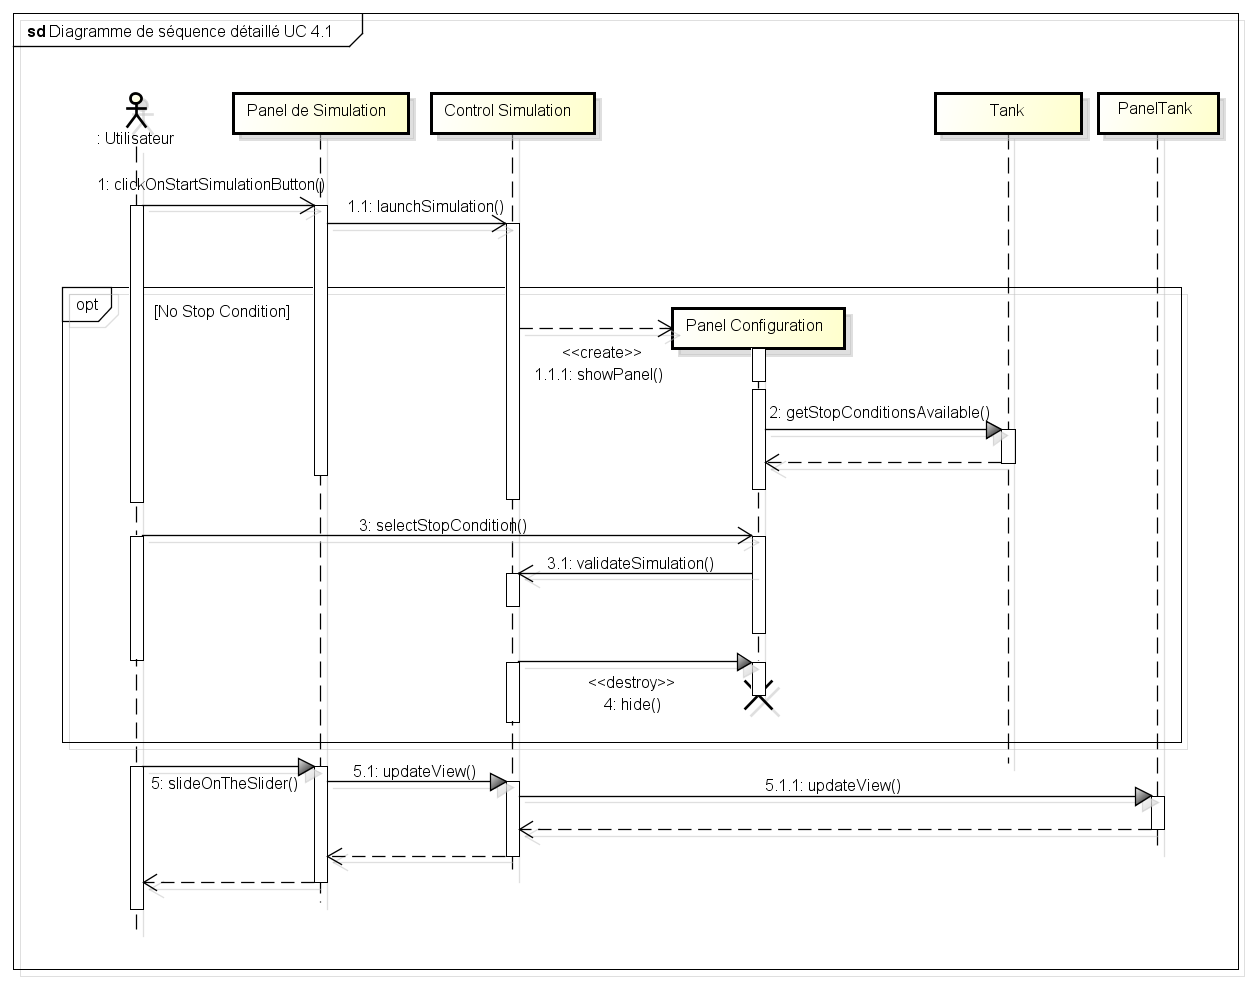 sd Diagramme de séquence détaillé UC 4.1
: Utilisateur
Panel de Simulation
Control Simulation
Tank
PanelTank
1: clickOnStartSimulationButton()
1.1: launchSimulation()
opt
[No Stop Condition]
Panel Configuration
<<create>>
1.1.1: showPanel()
2: getStopConditionsAvailable()
3: selectStopCondition()
3.1: validateSimulation()
<<destroy>>
4: hide()
5: slideOnTheSlider()
5.1: updateView()
5.1.1: updateView()